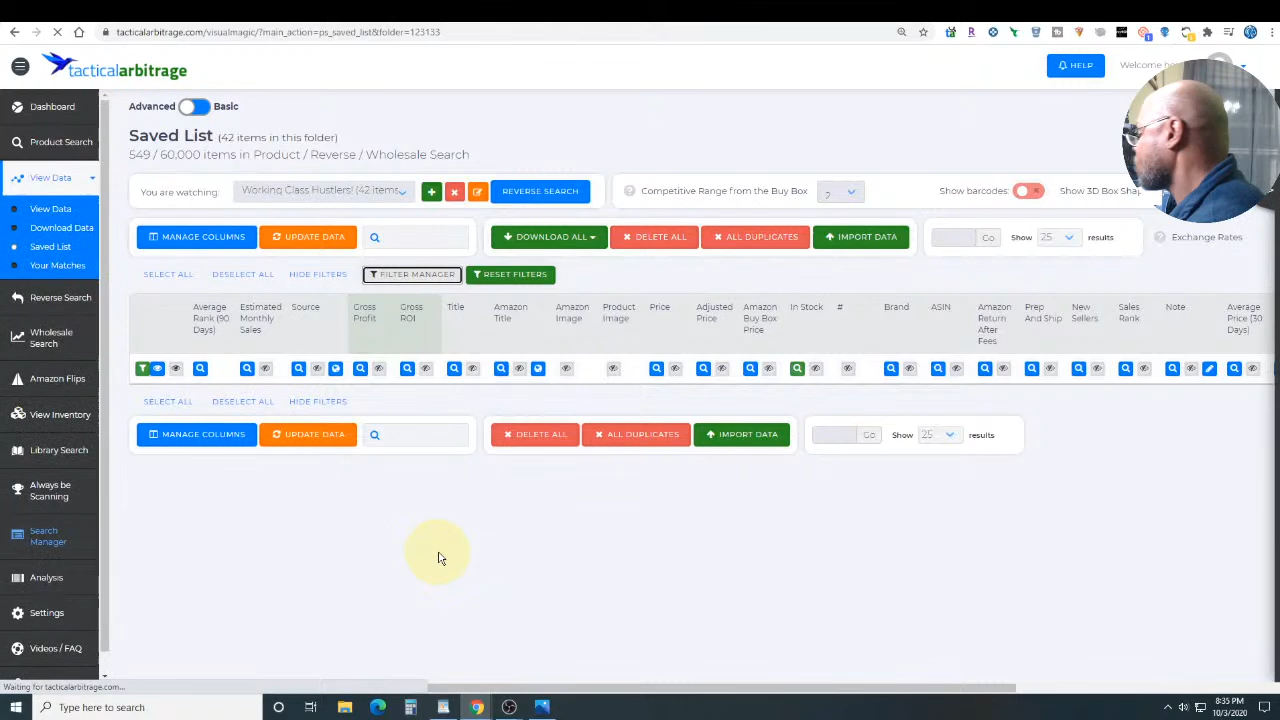 tacticalarbitrage.com/visualmagic/?main_action=ps_saved_list&folder=123133
tacticalarbitrage
HELP
Welcome
Dashboard
Product Search
View Data
View Data
Download Data
Saved List
Your Matches
Reverse Search
Wholesale
Search
Amazon Flips
View Inventory
Library Search
Always be
Scanning
Search
Manager
Analysis
Settings
Videos / FAQ
Advanced Basic
Saved List (42 items in this folder)
549 / 60,000 items in Product / Reverse / Wholesale Search
You are watching: Working Class Hustlers! (42 items REVERSE SEARCH
Competitive Range from the Buy Box 2
Show barcodes: Show 3D Box Shap
MANAGE COLUMNS UPDATE DATA
DOWNLOAD ALL DELETE ALL ALL DUPLICATES IMPORT DATA
Go Show 25 results
Exchange Rates
SELECT ALL DESELECT ALL HIDE FILTERS FILTER MANAGER RESET FILTERS
Average
Rank (90
Days)
Estimated
Monthly
Sales
Source
Gross
Profit
Gross
ROI
Title
Amazon
Title
Amazon
Image
Product
Image
Price
Adjusted
Price
Amazon
Buy Box
Price
In Stock
#
Brand
ASIN
Amazon
Return
After
Fees
Prep
And Ship
New
Sellers
Sales
Rank
Note
Average
Price (30
Days)
SELECT ALL DESELECT ALL HIDE FILTERS
MANAGE COLUMNS UPDATE DATA
DELETE ALL ALL DUPLICATES IMPORT DATA
Go Show 25 results
Waiting for tacticalarbitrage.com...
Type here to search
8:35 PM
10/3/2020